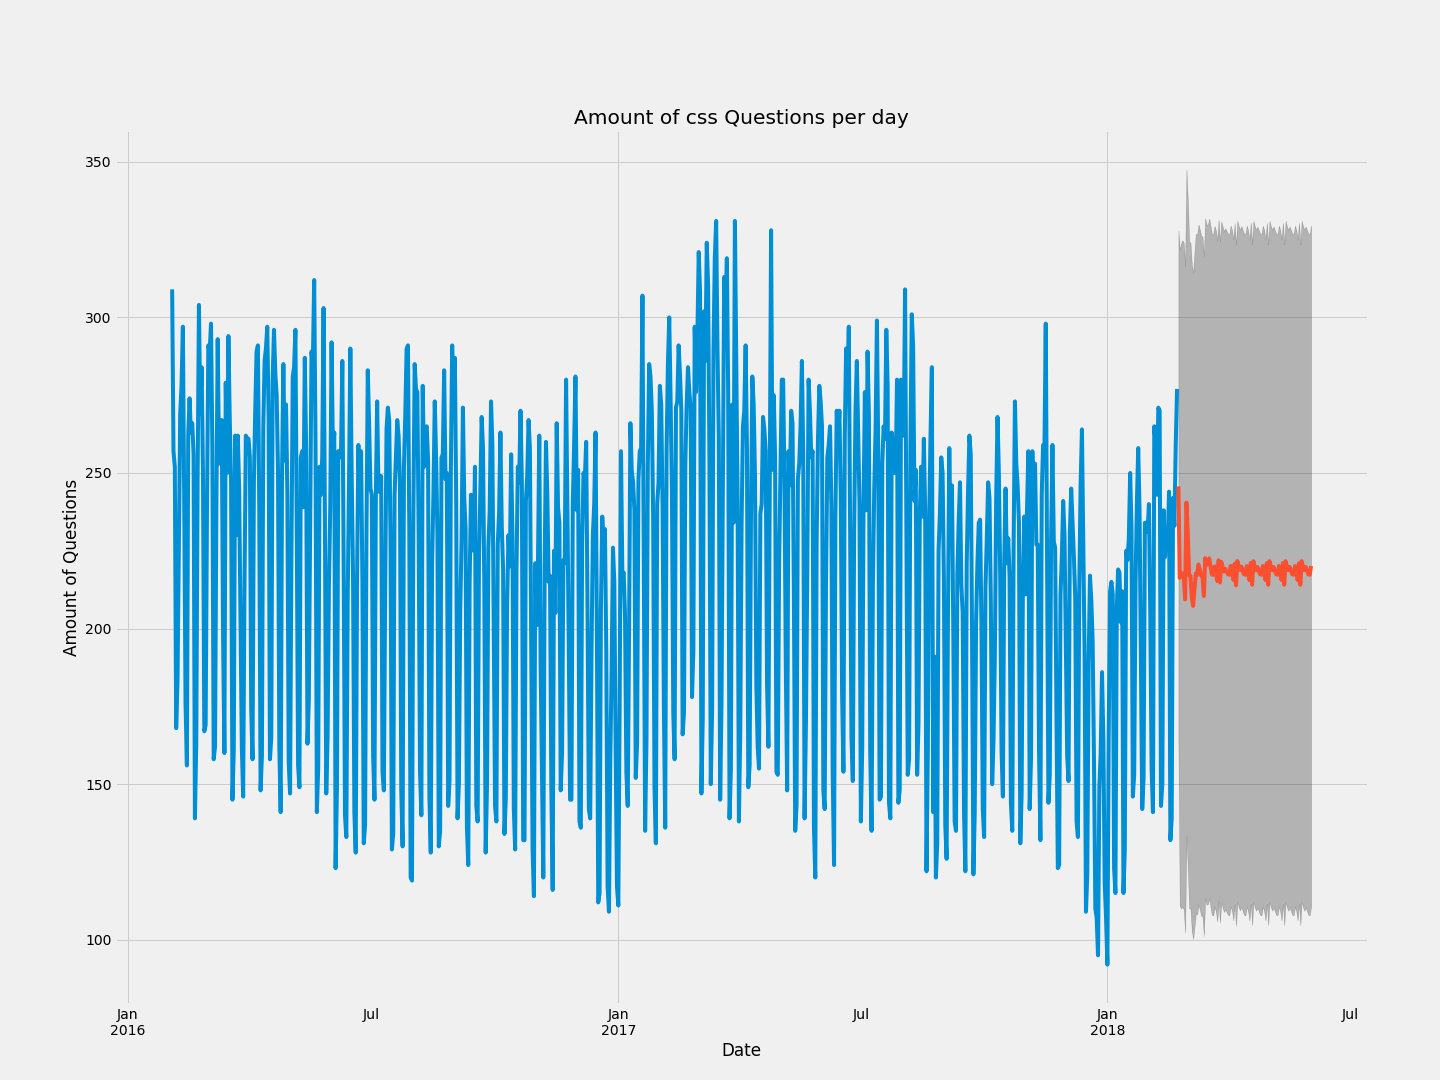 Amount of css Questions per day
350
300
250
200
150
100
Amount of Questions
Jan
2016
Jul
Jan
2017
Jul
Jan
2018
Jul
Date